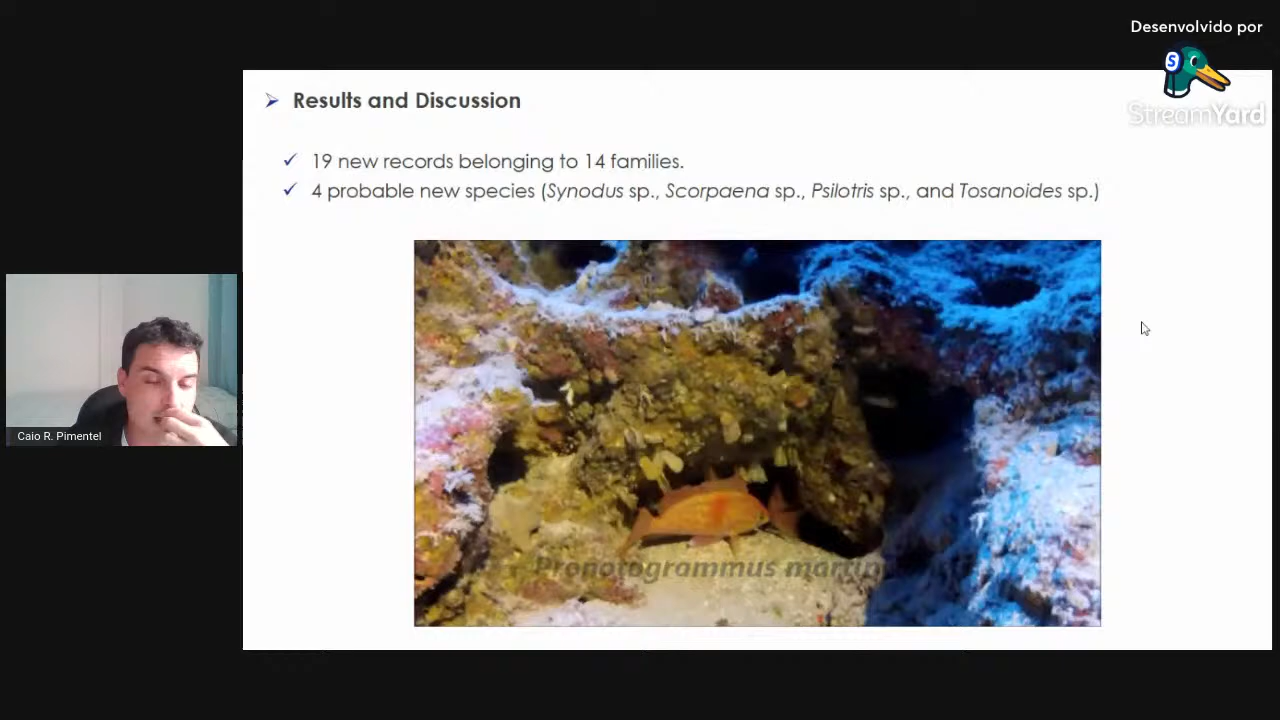 Desenvolvido por
StreamYard
Results and Discussion
19 new records belonging to 14 families.
4 probable new species (Synodus sp., Scorpaena sp., Psilotris sp., and Tosanoides sp.)
Caio R. Pimentel
Pronotogrammus